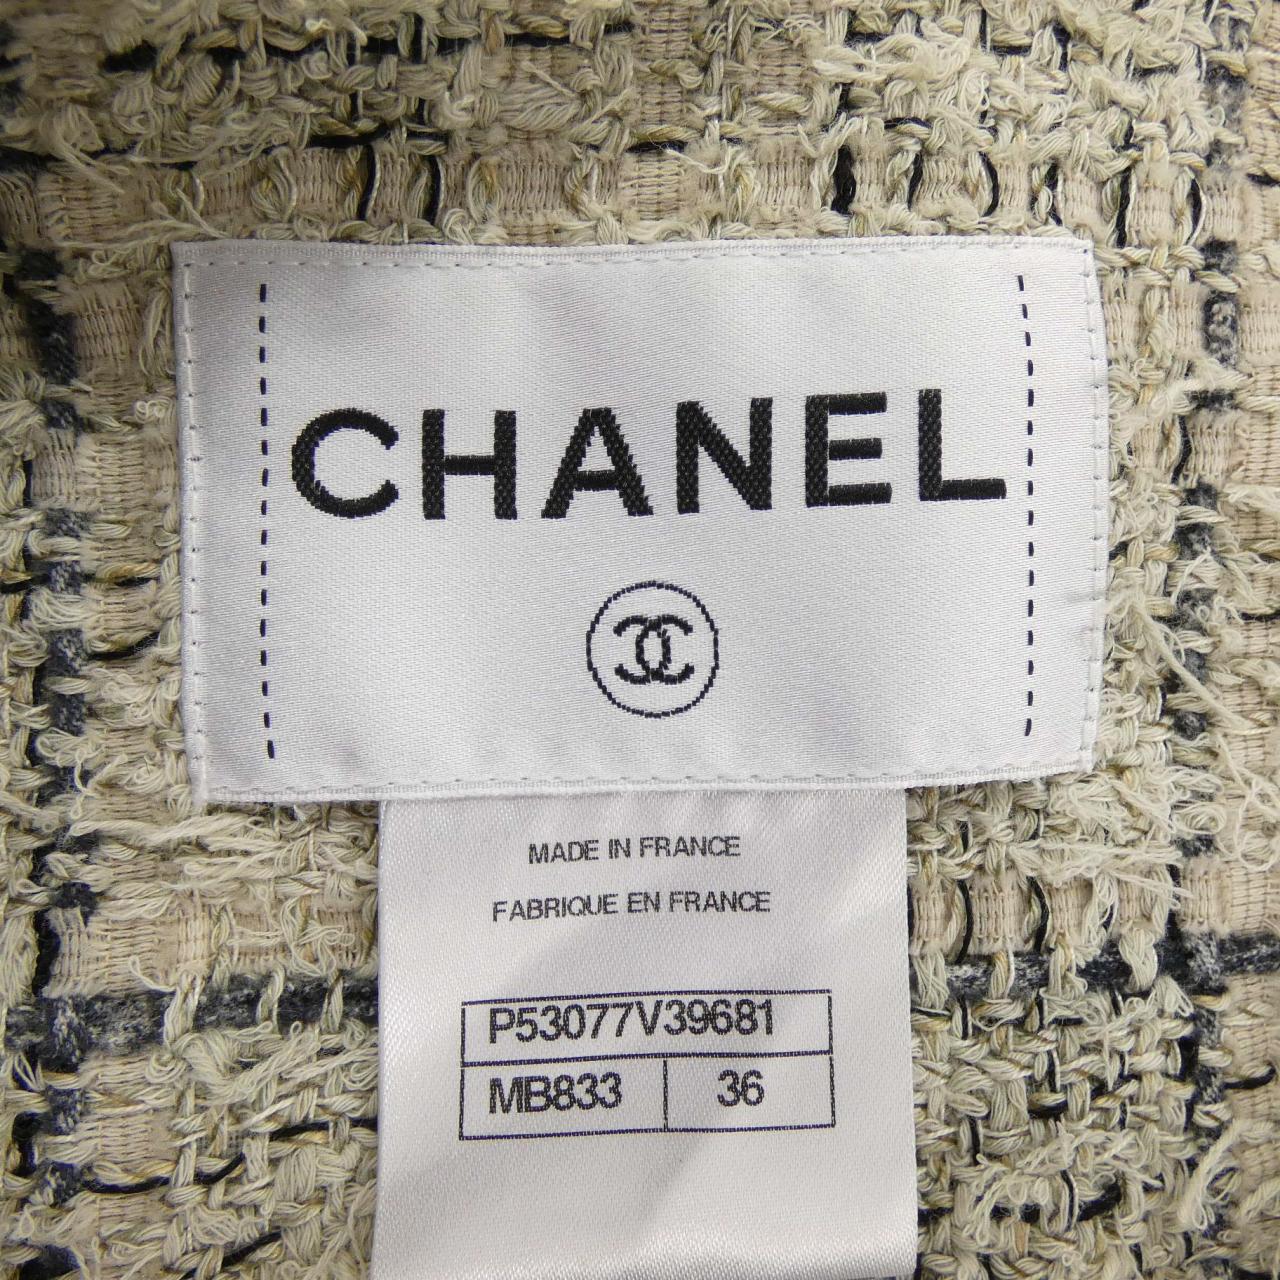 CHANEL
MADE IN FRANCE
FABRIQUE EN FRANCE
P53077V39681
MB833 36